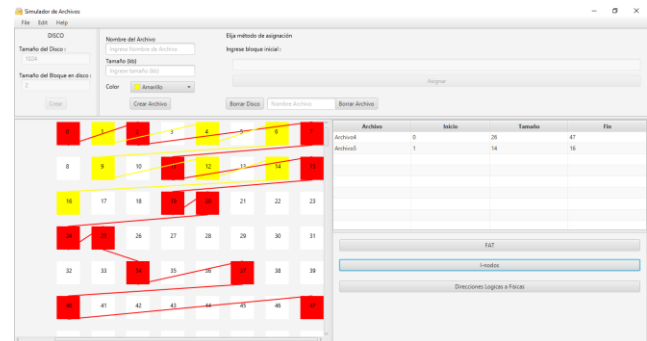 Simulador de Archivos
File Edit Help
DISCO
Tamaño del Disco :
1024
Tamaño del Bloque en disco :
2
Crear
Nombre del Archivo
Ingrese Nombre de Archivo
Tamaño (kb)
Ingrese tamaño (kb)
Color Amarillo
Crear Archivo
Elija método de asignación
Ingrese bloque inicial :
Asignar
Borrar Disco Nombre Archivo Borrar Archivo
0 1 2 3 4 5 6 7
8 9 10 11 12 13 14 15
16 17 18 19 20 21 22 23
24 25 26 27 28 29 30 31
32 33 34 35 36 37 38 39
40 41 42 43 44 45 46 47
Archivo Inicio Tamaño Fin
Archivo4 0 26 47
Archivo5 1 14 16
FAT
I-nodos
Direcciones Logicas a Fisicas